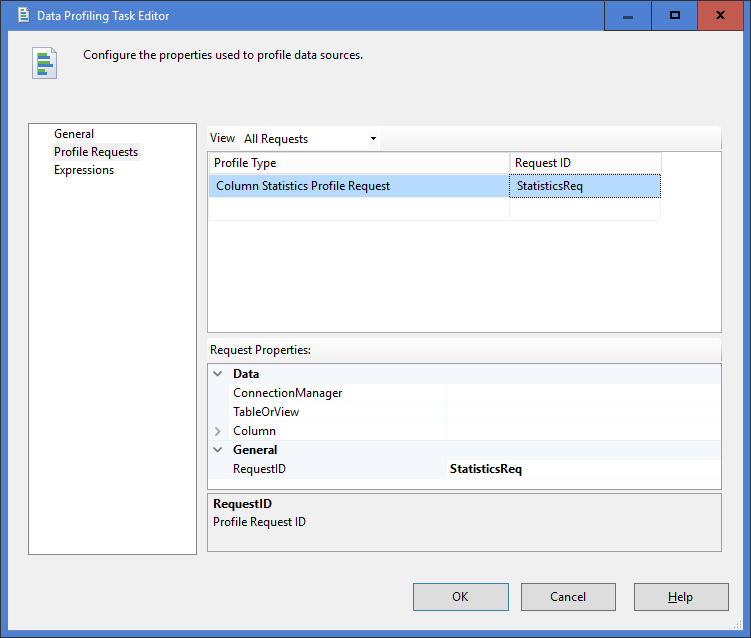 Data Profiling Task Editor
Configure the properties used to profile data sources.
General
Profile Requests
Expressions
View All Requests
Profile Type Request ID
Column Statistics Profile Request StatisticsReq
Request Properties:
Data
ConnectionManager
TableOrView
Column
General
RequestID StatisticsReq
RequestID
Profile Request ID
OK Cancel Help